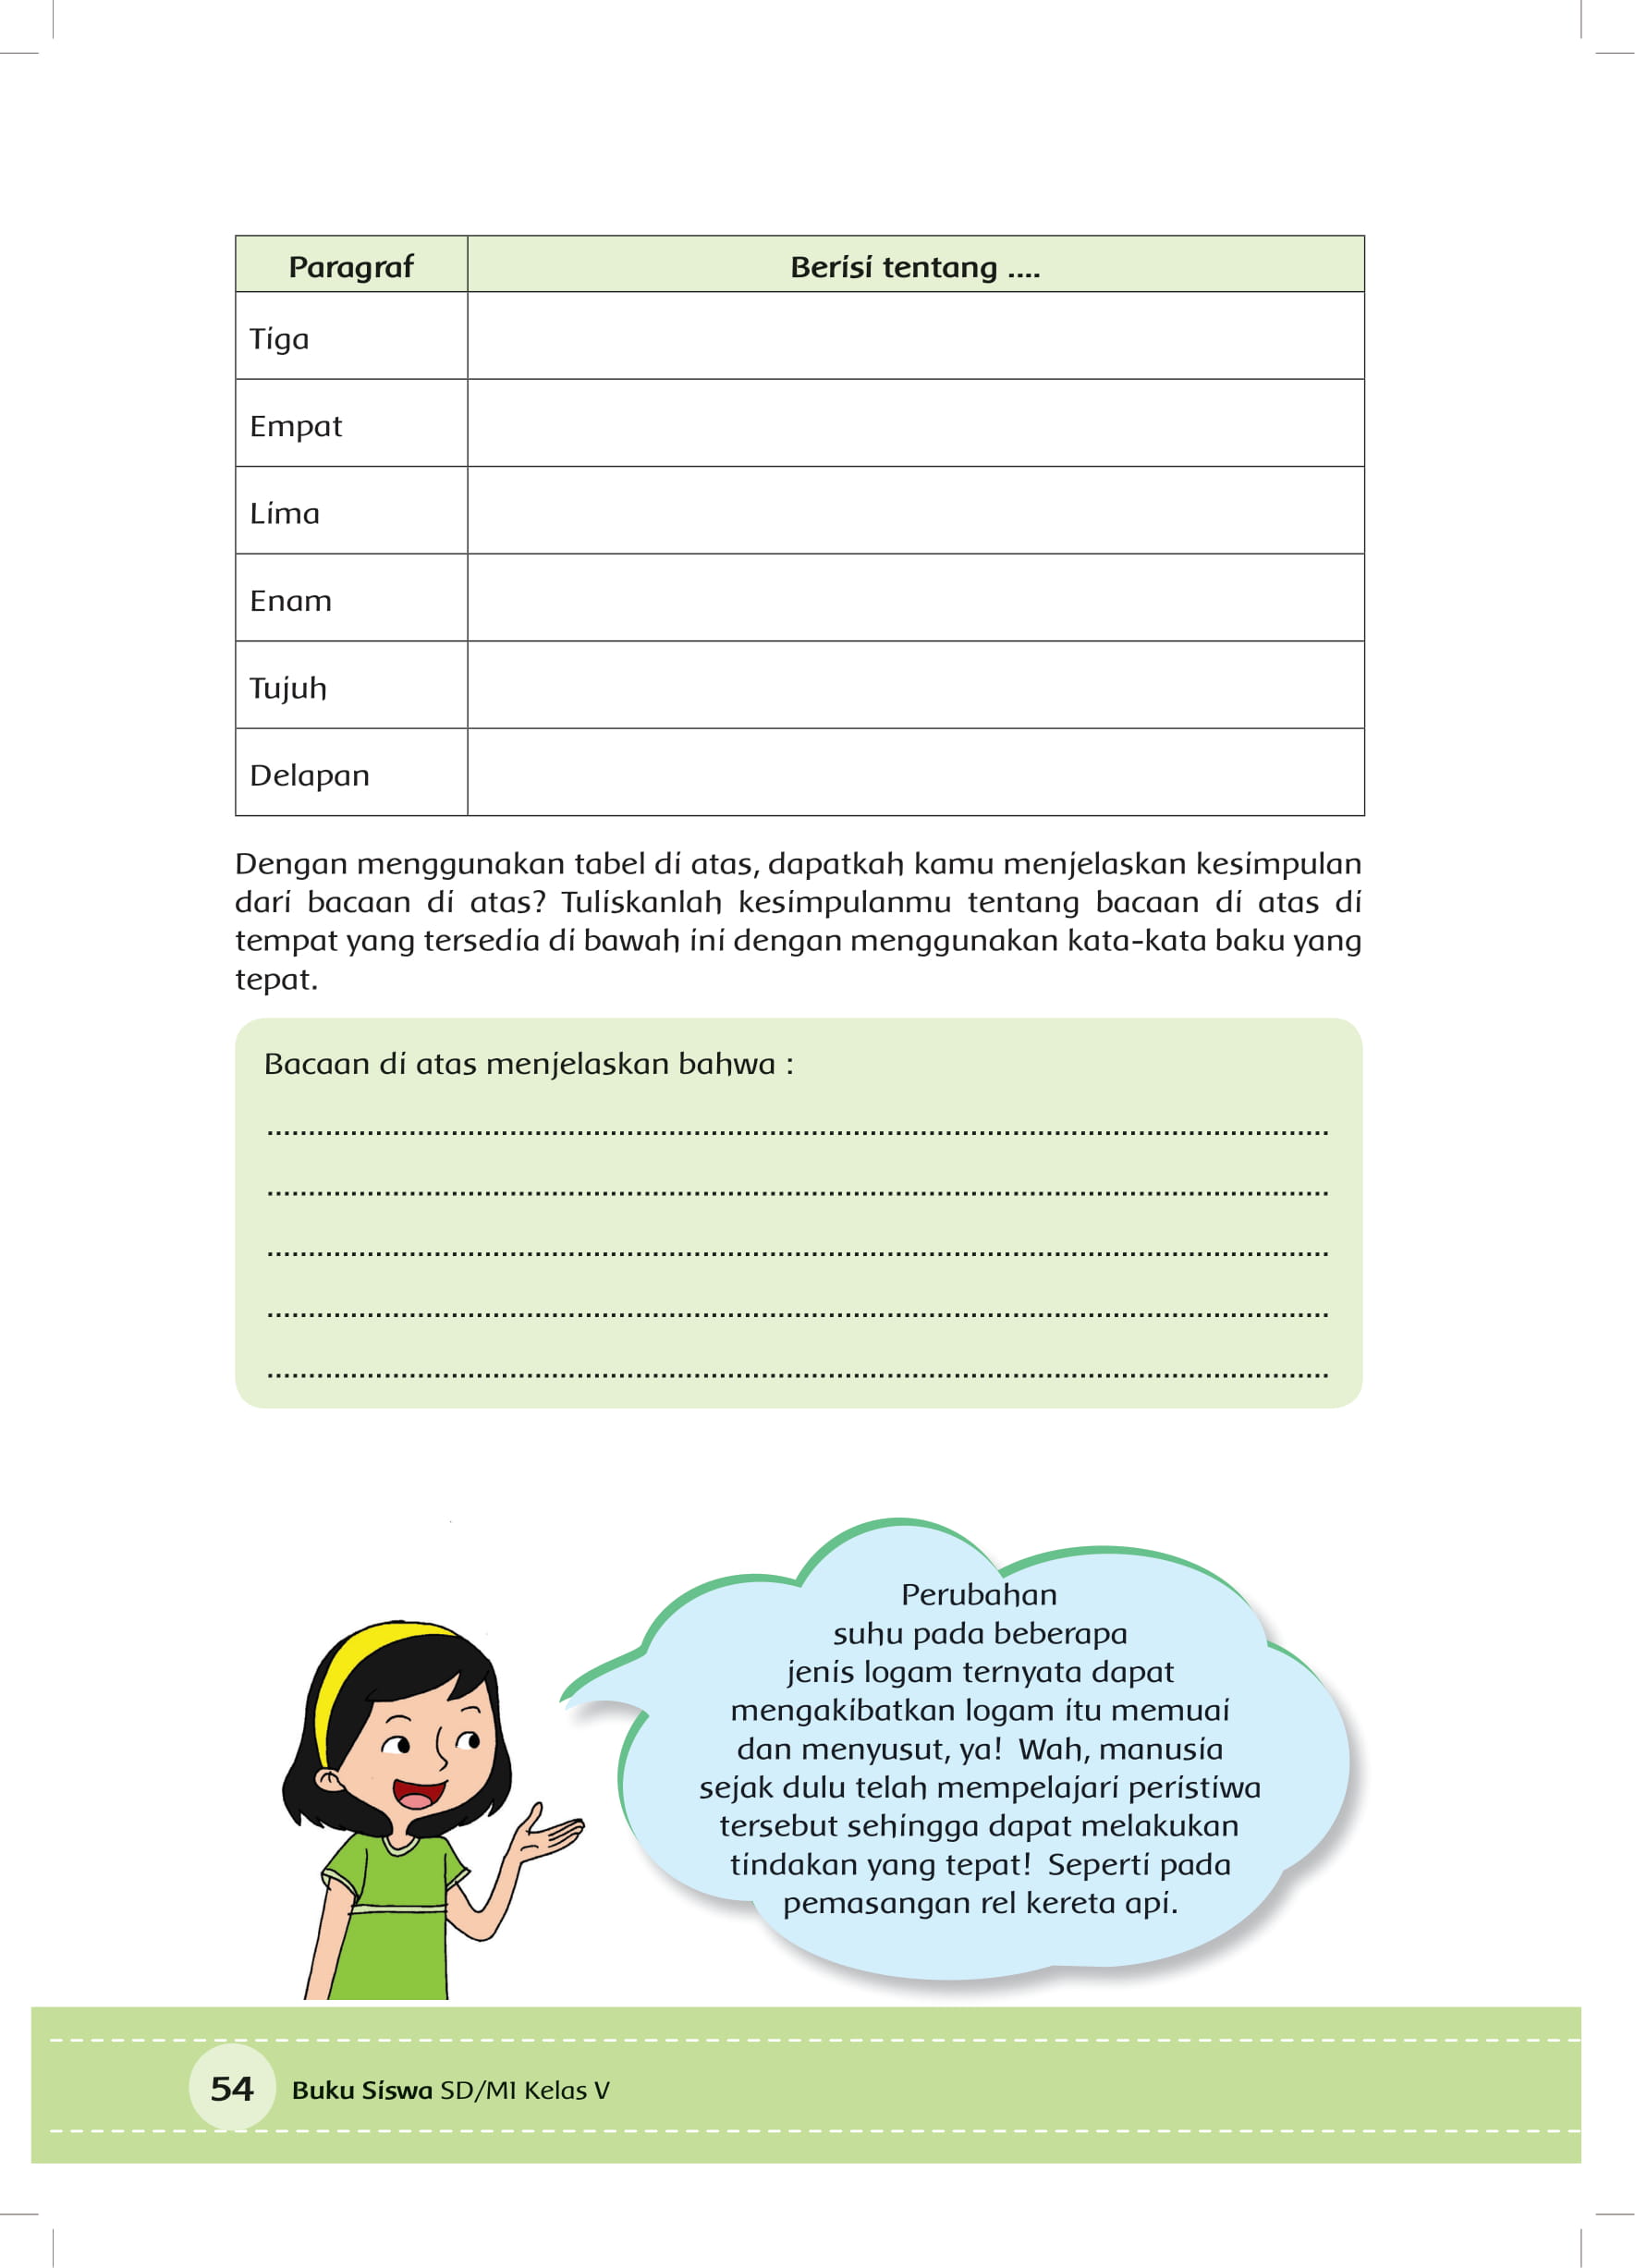 Paragraf Berisi tentang ....
Tiga
Empat
Lima
Enam
Tujuh
Delapan
Dengan menggunakan tabel di atas, dapatkah kamu menjelaskan kesimpulan
dari bacaan di atas? Tuliskanlah kesimpulanmu tentang bacaan di atas di
tempat yang tersedia di bawah ini dengan menggunakan kata-kata baku yang
tepat.
Bacaan di atas menjelaskan bahwa :
Perubahan
suhu pada beberapa
jenis logam ternyata dapat
mengakibatkan logam itu memuai
dan menyusut, ya! Wah, manusia
sejak dulu telah mempelajari peristiwa
tersebut sehingga dapat melakukan
tindakan yang tepat! Seperti pada
pemasangan rel kereta api.
54 Buku Siswa SD/MI Kelas V